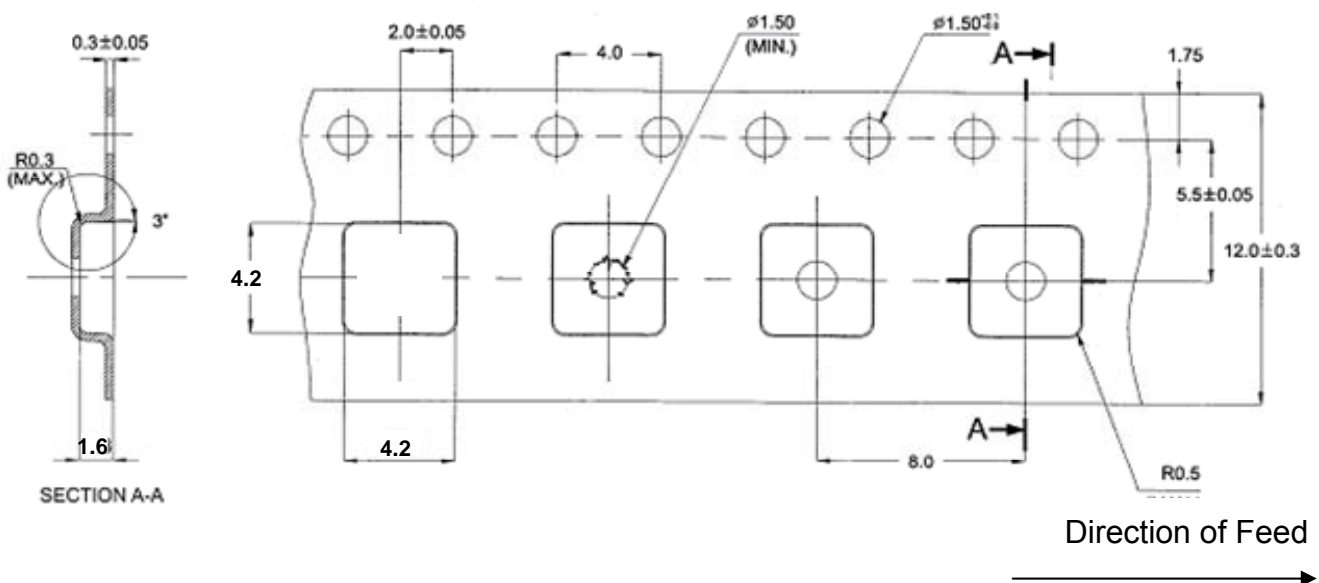 0.3±0.05
2.0±0.05
4.0
ø1.50
(MIN.)
ø1.50
A
1.75
R0.3
(MAX.)
3°
5.5±0.05
12.0±0.3
4.2
4.2
1.6
A
8.0
R0.5
SECTION A-A
Direction of Feed